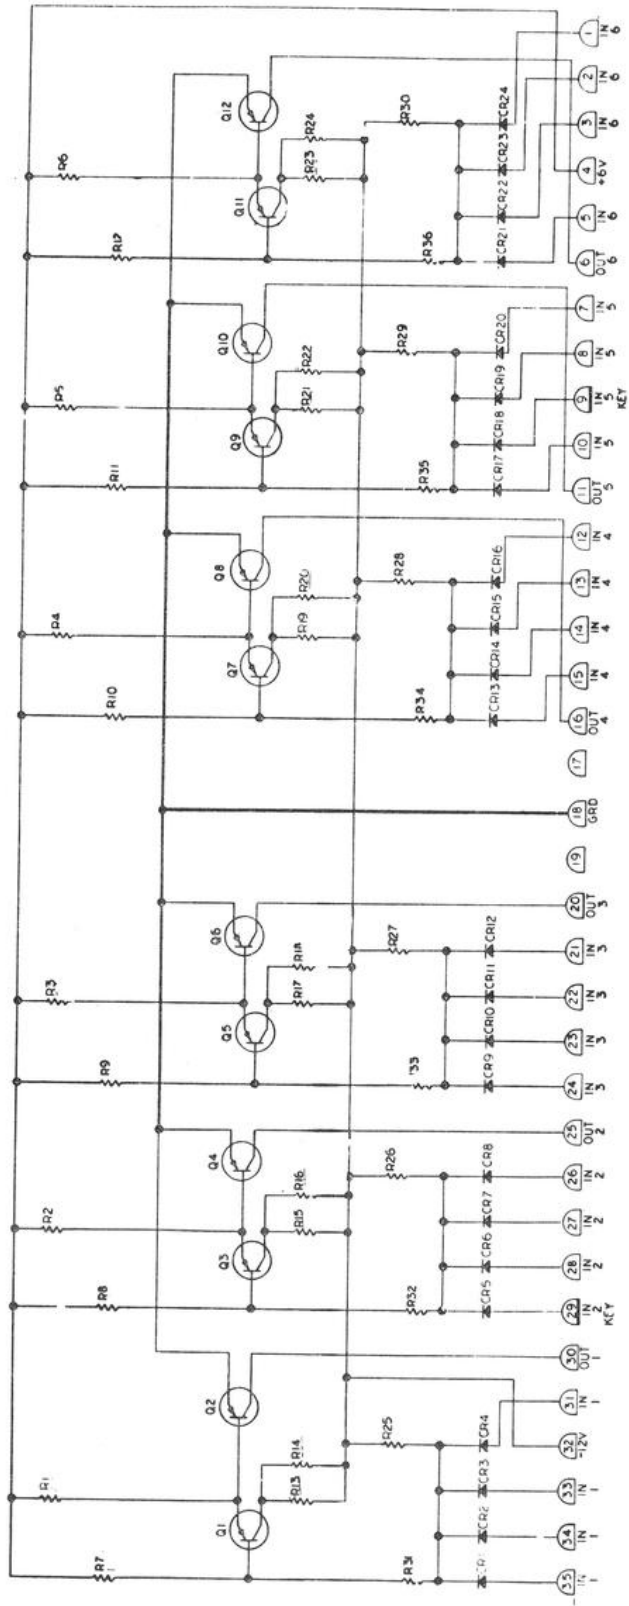 R1 R2 R3 R4 R5 R6
R7 R8 R9 R10 R11 R12
Q1 Q2 Q3 Q4 Q5 Q6 Q7 Q8 Q9 Q10 Q11 Q12
R13 R14 R15 R16 R17 R18 R19 R20 R21 R22 R23 R24
R25 R26 R27 R28 R29 R30
R31 R32 33 R34 R35 R36
CR1 CR2 CR3 CR4 CR5 CR6 CR7 CR8 CR9 CR10 CR11 CR12 CR13 CR14 CR15 CR16 CR17 CR18 CR19 CR20 CR21 CR22 CR23 CR24
35 34 33 32 31 30 29 28 27 26 25 24 23 22 21 20 19 18 17 16 15 14 13 12 11 10 9 8 7 6 5 4 3 2 1
IN IN IN -12V IN OUT IN IN IN IN OUT IN IN IN IN OUT GRD OUT IN IN IN IN OUT IN IN IN IN OUT IN +6V IN IN IN
1 1 1 1 1 2 2 2 2 2 3 3 3 3 3 4 4 4 4 4 5 5 5 5 5 6 6 6 6 6
KEY KEY